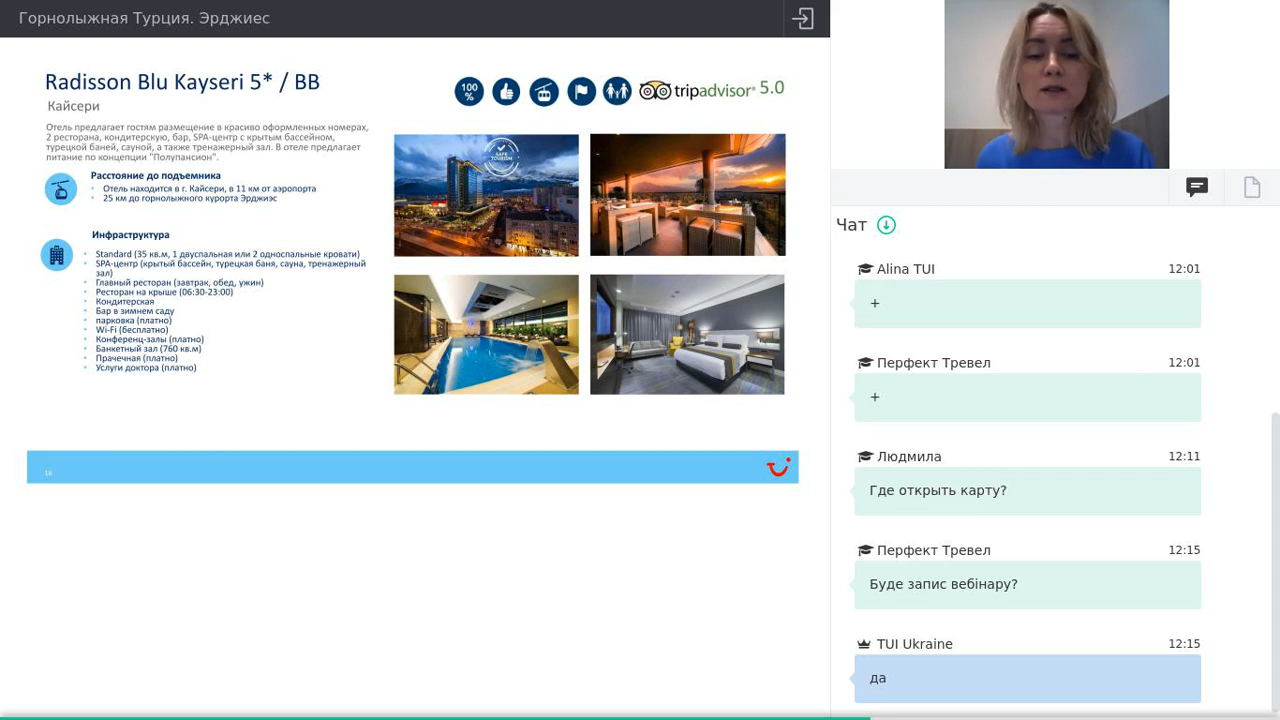 Горнолыжная Турция. Эрджиес
Radisson Blu Kayseri 5* / BB
Кайсери
100
%
tripadvisor® 5.0
Отель предлагает гостям размещение в красиво оформленных номерах,
2 ресторана, кондитерскую, бар, SPA-центр с крытым бассейном,
турецкой баней, сауной, а также тренажерный зал. В отеле предлагает
питание по концепции "Полупансион".
Расстояние до подъемника
• Отель находится в г. Кайсери, в 11 км от аэропорта
• 25 км до горнолыжного курорта Эрджиэс
SAFE
TOURISM
Инфраструктура
• Standard (35 кв.м, 1 двуспальная или 2 односпальные кровати)
• SPA-центр (крытый бассейн, турецкая баня, сауна, тренажерный
зал)
• Главный ресторан (завтрак, обед, ужин)
• Ресторан на крыше (06:30-23:00)
• Кондитерская
• Бар в зимнем саду
• парковка (платно)
• Wi-Fi (бесплатно)
• Конференц-залы (платно)
• Банкетный зал (760 кв.м)
• Прачечная (платно)
• Услуги доктора (платно)
18
Чат
Alina TUI 12:01
+
Перфект Тревел 12:01
+
Людмила 12:11
Где открыть карту?
Перфект Тревел 12:15
Буде запис вебінару?
TUI Ukraine 12:15
да